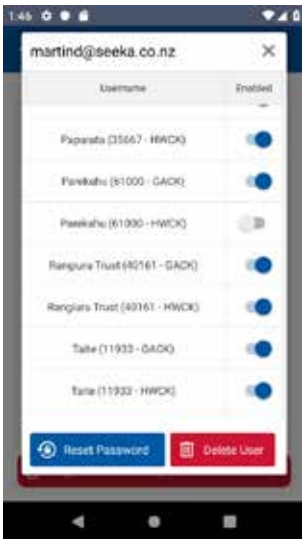 1:46
martind@seeka.co.nz
Username Enabled
Paparata (35667 - HWCK)
Parekahu (61000 - GACK)
Parekahu (61000 - HWCK)
Rangiura Trust (40161 - GACK)
Rangiura Trust (40161 - HWCK)
Taite (11933 - GACK)
Taite (11933 - HWCK)
Reset Password Delete User